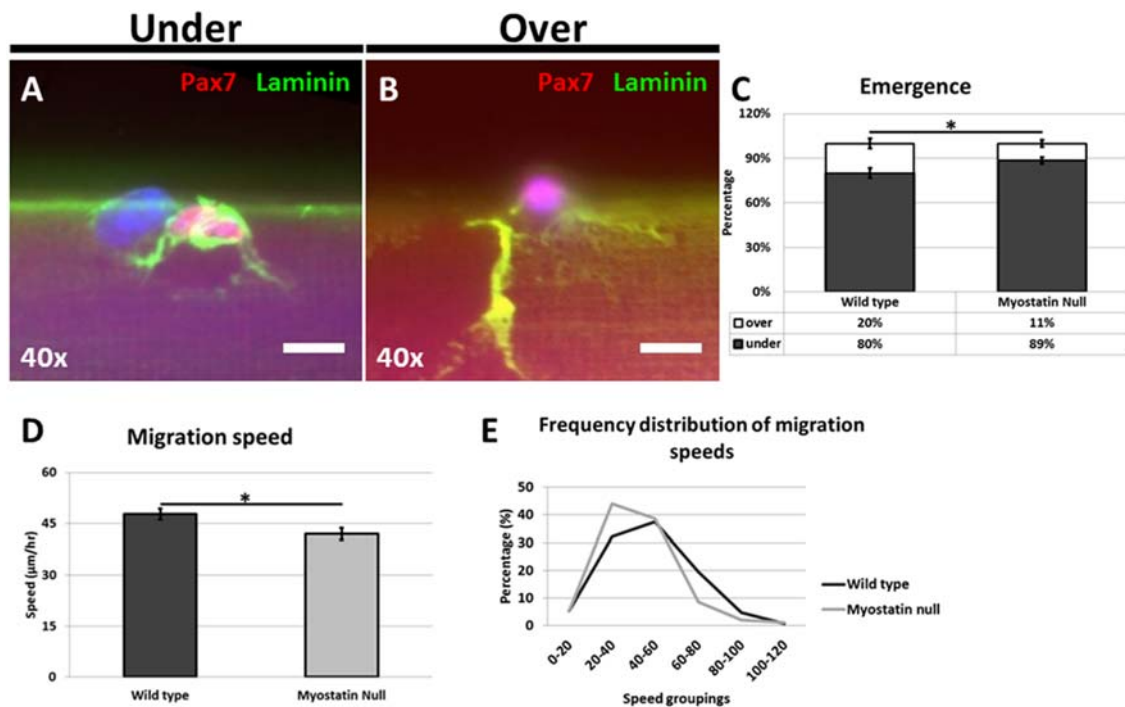 Under
Over
A
Pax7 Laminin
40x
B
Pax7 Laminin
40x
C
Emergence
120%
90%
60%
30%
0%
Percentage
*
Wild type Myostatin Null
over 20% 11%
under 80% 89%
D
Migration speed
60
45
30
15
0
Speed (µm/hr)
*
Wild type Myostatin Null
E
Frequency distribution of migration
speeds
50
40
30
20
10
0
Percentage (%)
0-20 20-40 40-60 60-80 80-100 100-120
Speed groupings
Wild type
Myostatin null